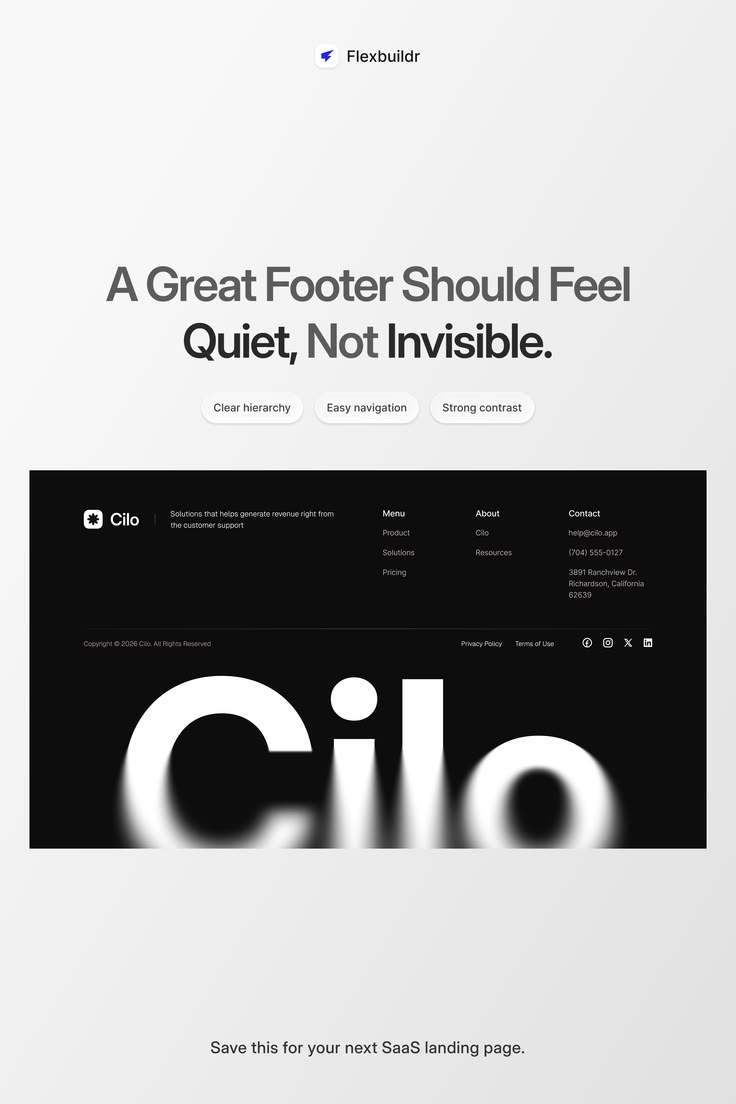 Flexbuildr
A Great Footer Should Feel
Quiet, Not Invisible.
Clear hierarchy
Easy navigation
Strong contrast
Cilo
Solutions that helps generate revenue right from
the customer support
Menu
Product
Solutions
Pricing
About
Cilo
Resources
Contact
help@cilo.app
(704) 555-0127
3891 Ranchview Dr.
Richardson, California
62639
Copyright © 2026 Cilo. All Rights Reserved
Privacy Policy
Terms of Use
Cilo
Save this for your next SaaS landing page.